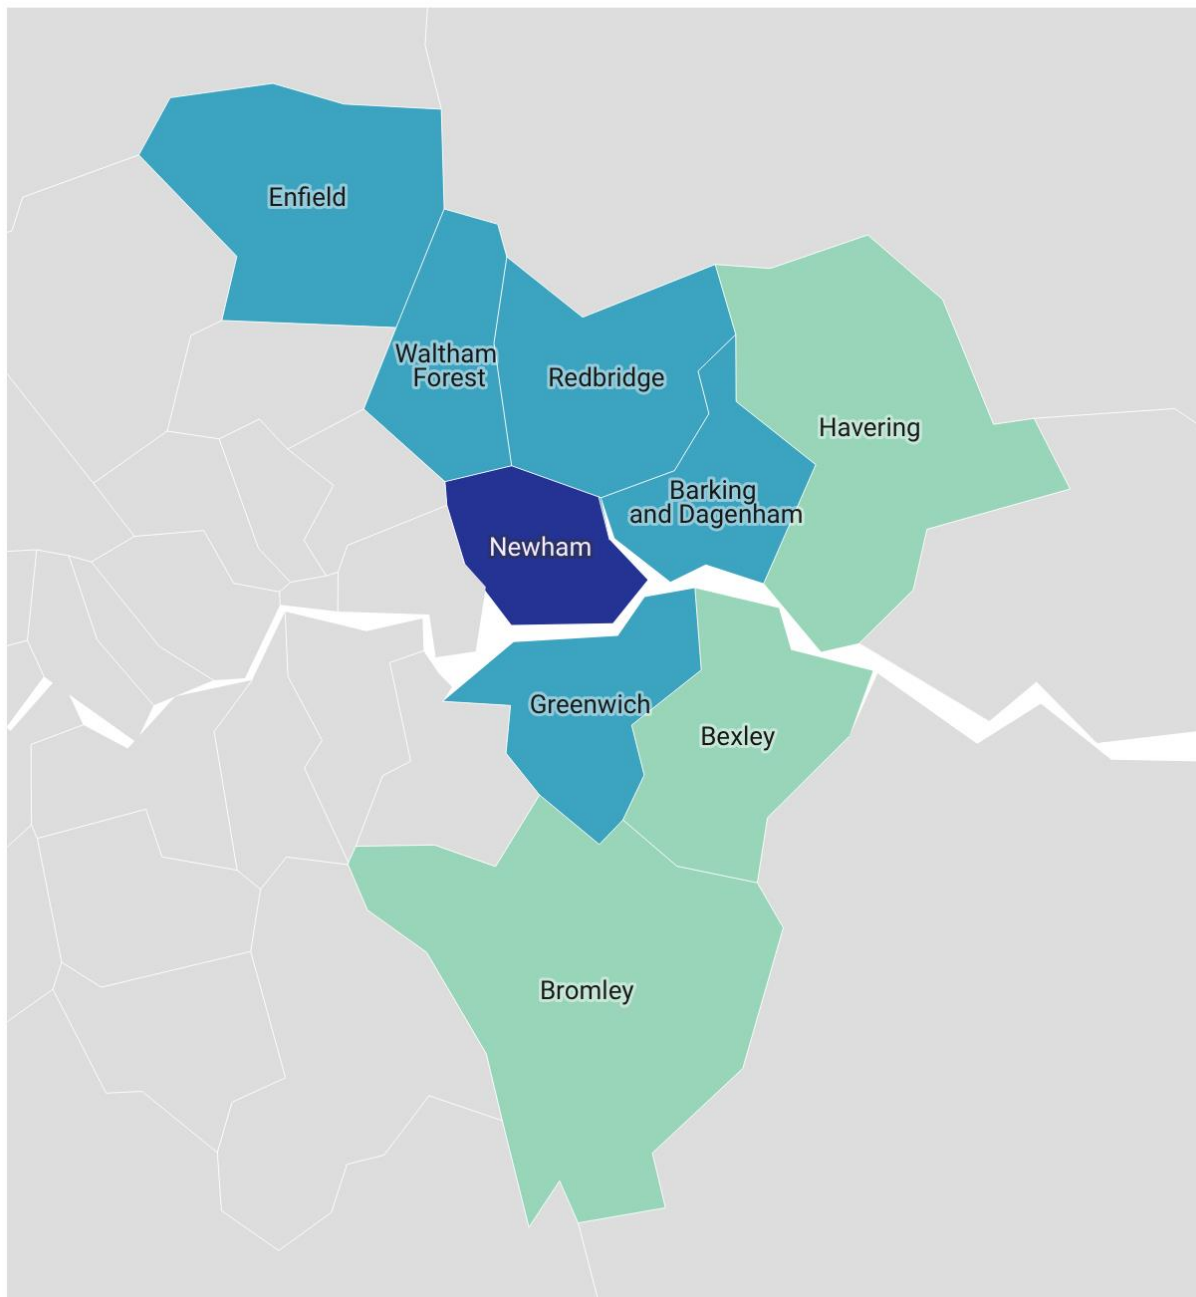 Enfield
Waltham
Forest
Redbridge
Havering
Barking
and Dagenham
Newham
Greenwich
Bexley
Bromley